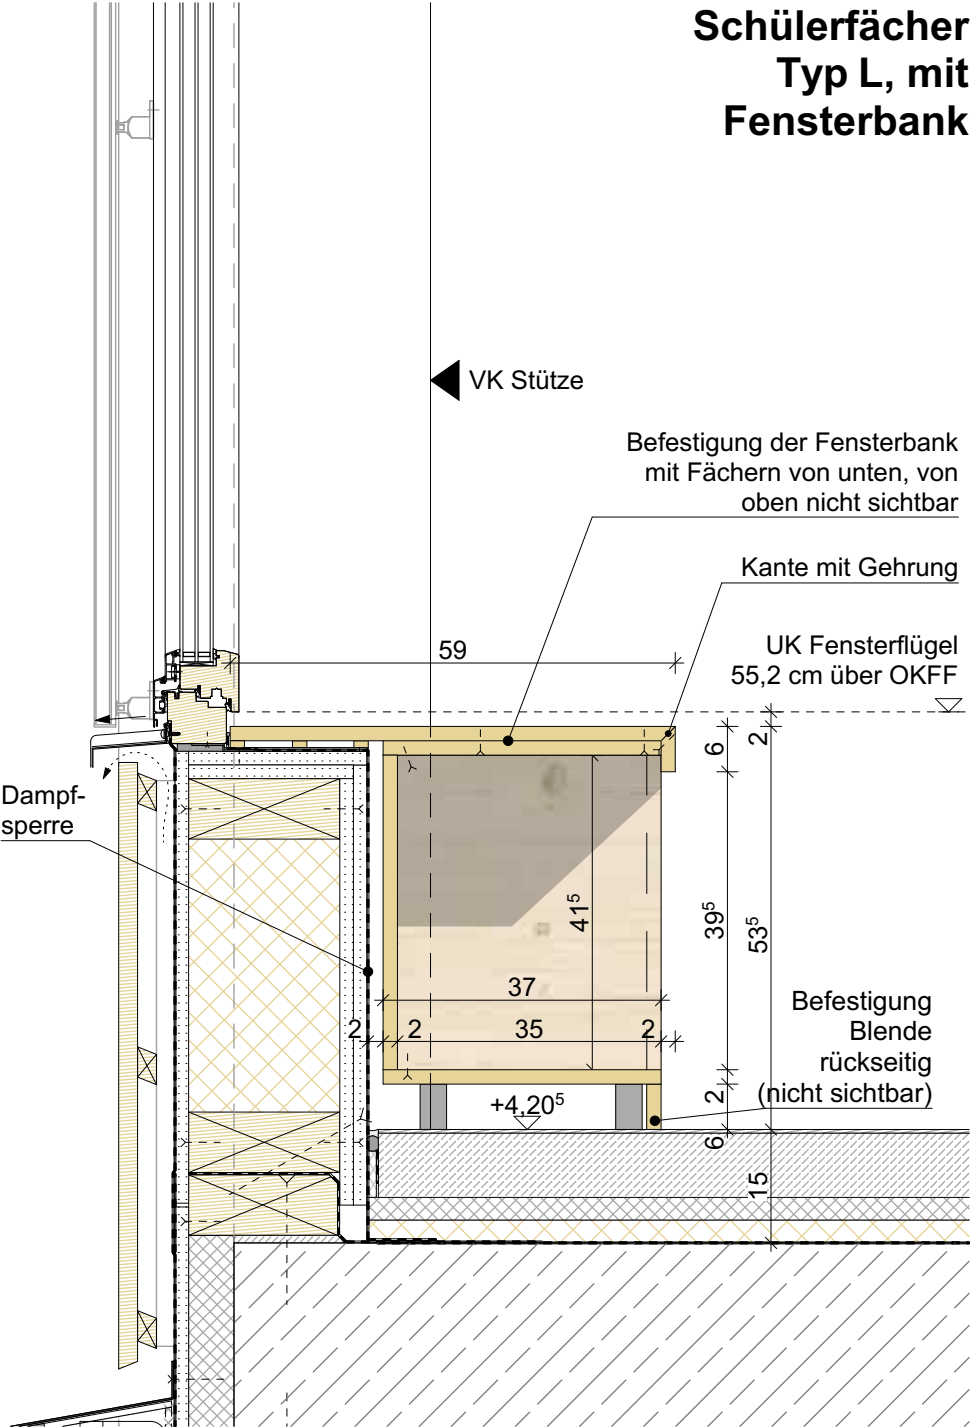 Schülerfächer
Typ L, mit
Fensterbank
VK Stütze
Befestigung der Fensterbank
mit Fächern von unten, von
oben nicht sichtbar
Kante mit Gehrung
UK Fensterflügel
55,2 cm über OKFF
59
2
6
Dampf-
sperre
41⁵
39⁵
53⁵
37
2
2
35
2
Befestigung
Blende
rückseitig
(nicht sichtbar)
2
+4,20⁵
6
15